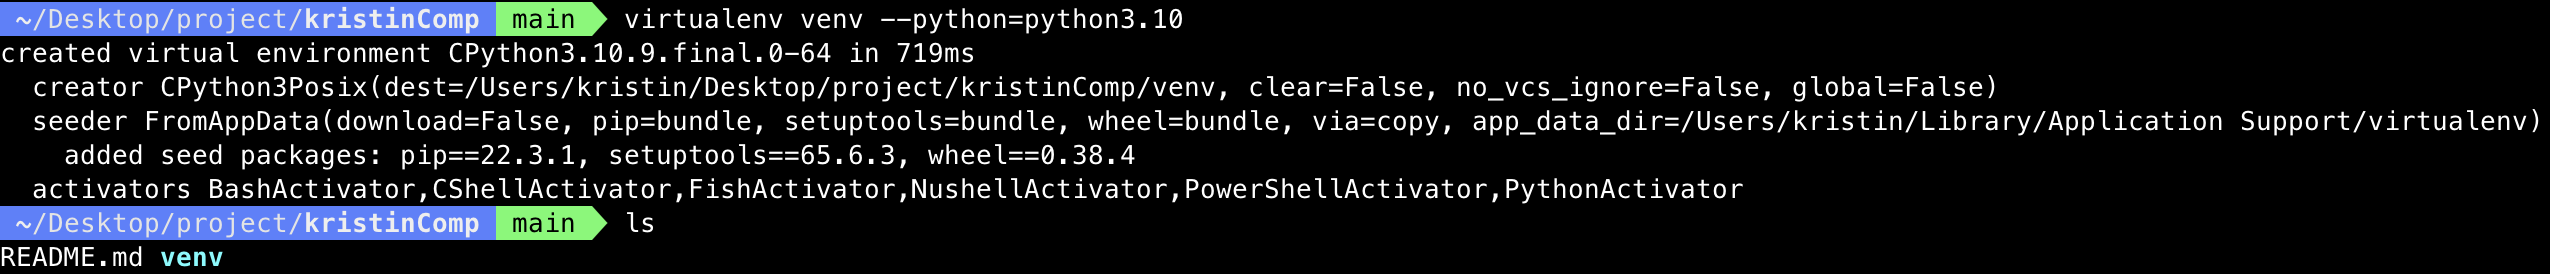 ~/Desktop/project/kristinComp main virtualenv venv --python=python3.10
created virtual environment CPython3.10.9.final.0-64 in 719ms
  creator CPython3Posix(dest=/Users/kristin/Desktop/project/kristinComp/venv, clear=False, no_vcs_ignore=False, global=False)
  seeder FromAppData(download=False, pip=bundle, setuptools=bundle, wheel=bundle, via=copy, app_data_dir=/Users/kristin/Library/Application Support/virtualenv)
    added seed packages: pip==22.3.1, setuptools==65.6.3, wheel==0.38.4
  activators BashActivator,CShellActivator,FishActivator,NushellActivator,PowerShellActivator,PythonActivator
~/Desktop/project/kristinComp main ls
README.md venv